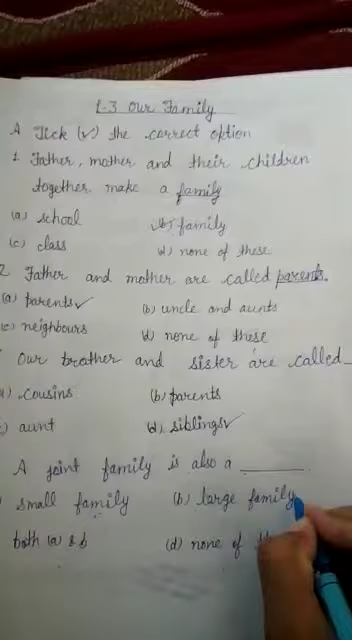 L-3 Our Family
A Tick (✓) the correct option
1. Father, mother and their children
together make a family
(a) school (b) family
(c) class (d) none of these
2 Father and mother are called parents.
(a) parents✓ (b) uncle and aunts
(c) neighbours (d) none of these
Our brother and sister are called_
a) cousins (b) parents
c) aunt (d) siblings✓
A joint family is also a ______
small family (b) large family
both (a) & b (d) none of